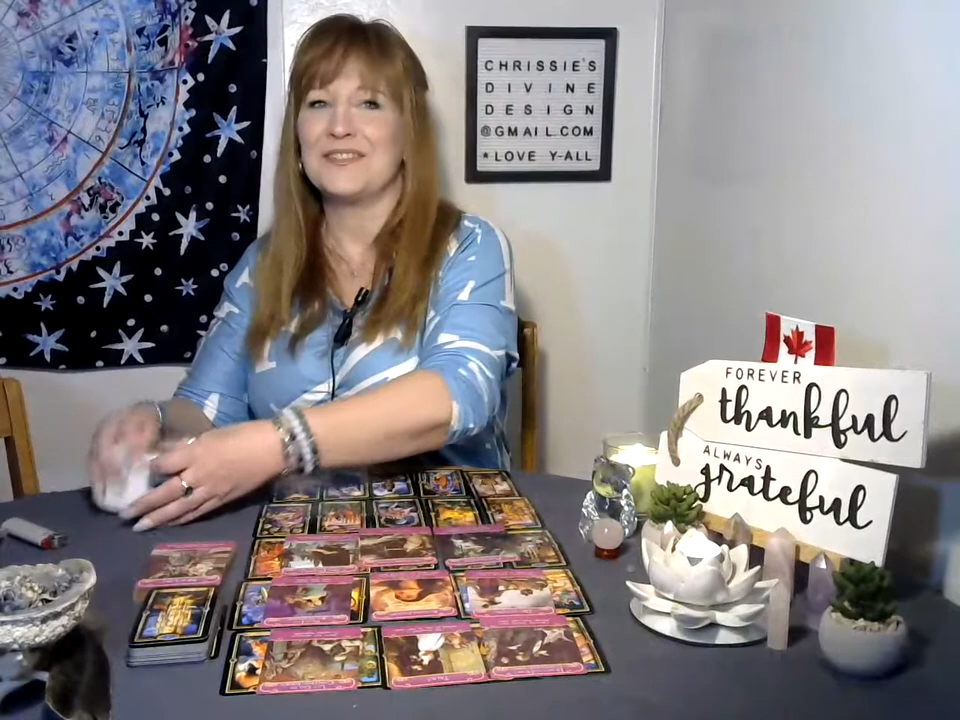 CHRISSIE'S
DIVINE
DESIGN
@GMAIL.COM
*LOVE Y-ALL
FOREVER
thankful
ALWAYS
grateful